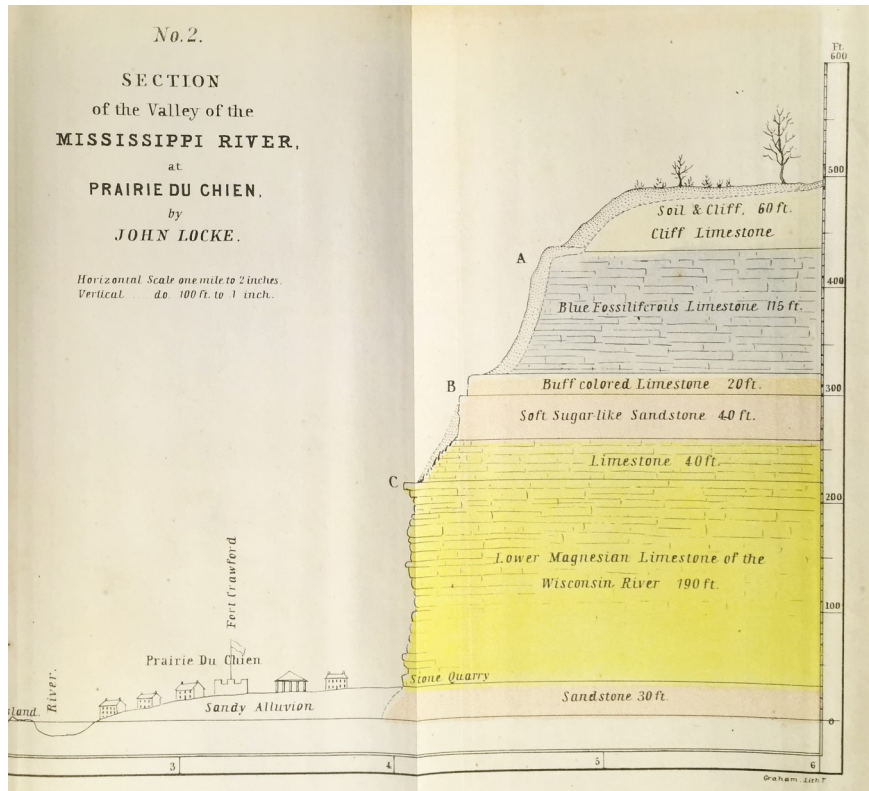 No. 2.
SECTION
of the Valley of the
MISSISSIPPI RIVER,
at
PRAIRIE DU CHIEN,
by
JOHN LOCKE.
Horizontal Scale one mile to 2 inches.
Vertical .... do. 100 ft. to 1 inch.
Ft.
600
500
Soil & Cliff, 60 ft.
Cliff Limestone
A
400
Blue Fossiliferous Limestone 115 ft.
B
Buff colored Limestone 20 ft.
300
Soft Sugar-like Sandstone 40 ft.
Limestone 40 ft.
C
200
Lower Magnesian Limestone of the
Wisconsin River 190 ft.
100
Fort Crawford
Prairie Du Chien
Stone Quarry
River.
Sandstone 30 ft.
Sandy Alluvion
land.
0
3
4
5
6
Graham. Lith.